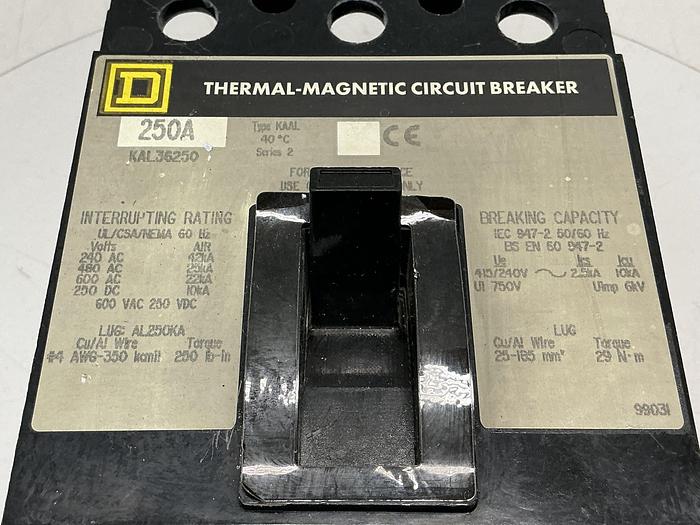 D
THERMAL-MAGNETIC CIRCUIT BREAKER
250A
KAL36250
Type KAAL
40°C
Series 2
CE
FOR
USE ONLY
INTERRUPTING RATING
UL/CSA/NEMA 60 Hz
Volts AIR
240 AC 42kA
480 AC 25kA
600 AC 22kA
250 DC 10kA
600 VAC 250 VDC
LUG: AL250KA
Cu/Al Wire Torque
#4 AWG-350 kcmil 250 lb-in
BREAKING CAPACITY
IEC 947-2 50/60 Hz
BS EN 60 947-2
Ue Ics Icu
415/240V ~ 2.5kA 10kA
Ui 750V Uimp 6kV
LUG
Cu/Al Wire Torque
25-185 mm² 29 N·m
99031